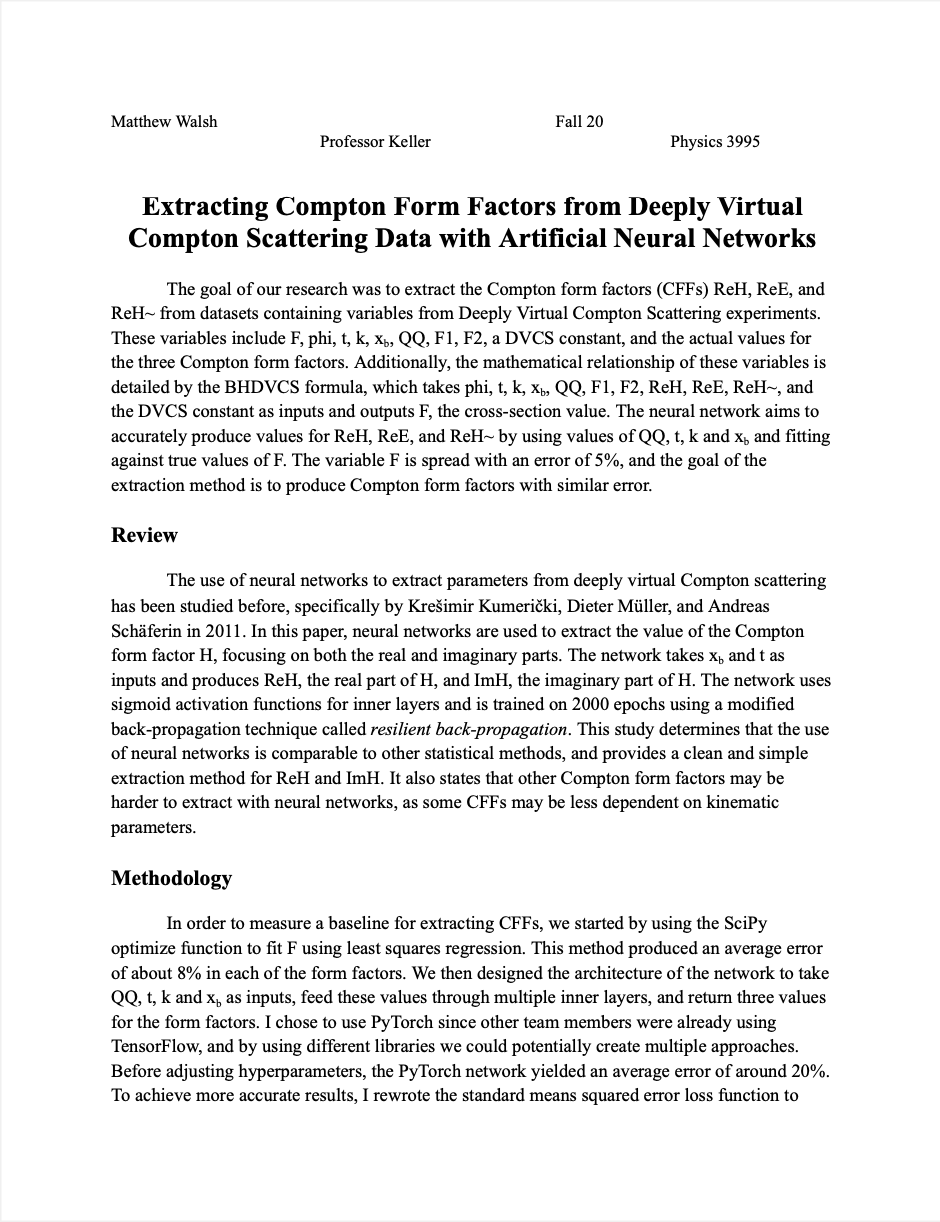 Matthew Walsh Fall 20
Professor Keller Physics 3995
Extracting Compton Form Factors from Deeply Virtual
Compton Scattering Data with Artificial Neural Networks
The goal of our research was to extract the Compton form factors (CFFs) ReH, ReE, and
ReH~ from datasets containing variables from Deeply Virtual Compton Scattering experiments.
These variables include F, phi, t, k, x_b, QQ, F1, F2, a DVCS constant, and the actual values for
the three Compton form factors. Additionally, the mathematical relationship of these variables is
detailed by the BHDVCS formula, which takes phi, t, k, x_b, QQ, F1, F2, ReH, ReE, ReH~, and
the DVCS constant as inputs and outputs F, the cross-section value. The neural network aims to
accurately produce values for ReH, ReE, and ReH~ by using values of QQ, t, k and x_b and fitting
against true values of F. The variable F is spread with an error of 5%, and the goal of the
extraction method is to produce Compton form factors with similar error.
Review
The use of neural networks to extract parameters from deeply virtual Compton scattering
has been studied before, specifically by Krešimir Kumerički, Dieter Müller, and Andreas
Schäferin in 2011. In this paper, neural networks are used to extract the value of the Compton
form factor H, focusing on both the real and imaginary parts. The network takes x_b and t as
inputs and produces ReH, the real part of H, and ImH, the imaginary part of H. The network uses
sigmoid activation functions for inner layers and is trained on 2000 epochs using a modified
back-propagation technique called resilient back-propagation. This study determines that the use
of neural networks is comparable to other statistical methods, and provides a clean and simple
extraction method for ReH and ImH. It also states that other Compton form factors may be
harder to extract with neural networks, as some CFFs may be less dependent on kinematic
parameters.
Methodology
In order to measure a baseline for extracting CFFs, we started by using the SciPy
optimize function to fit F using least squares regression. This method produced an average error
of about 8% in each of the form factors. We then designed the architecture of the network to take
QQ, t, k and x_b as inputs, feed these values through multiple inner layers, and return three values
for the form factors. I chose to use PyTorch since other team members were already using
TensorFlow, and by using different libraries we could potentially create multiple approaches.
Before adjusting hyperparameters, the PyTorch network yielded an average error of around 20%.
To achieve more accurate results, I rewrote the standard means squared error loss function to